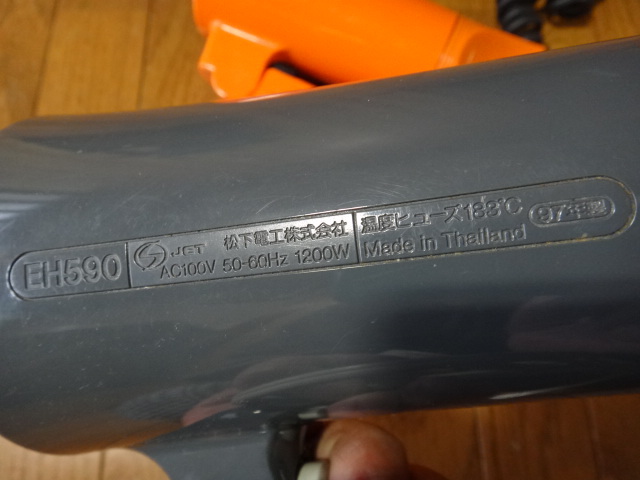 EH590
JET 松下電工株式会社
AC100V 50-60Hz 1200W
温度ヒューズ188℃
Made in Thailand
97年製